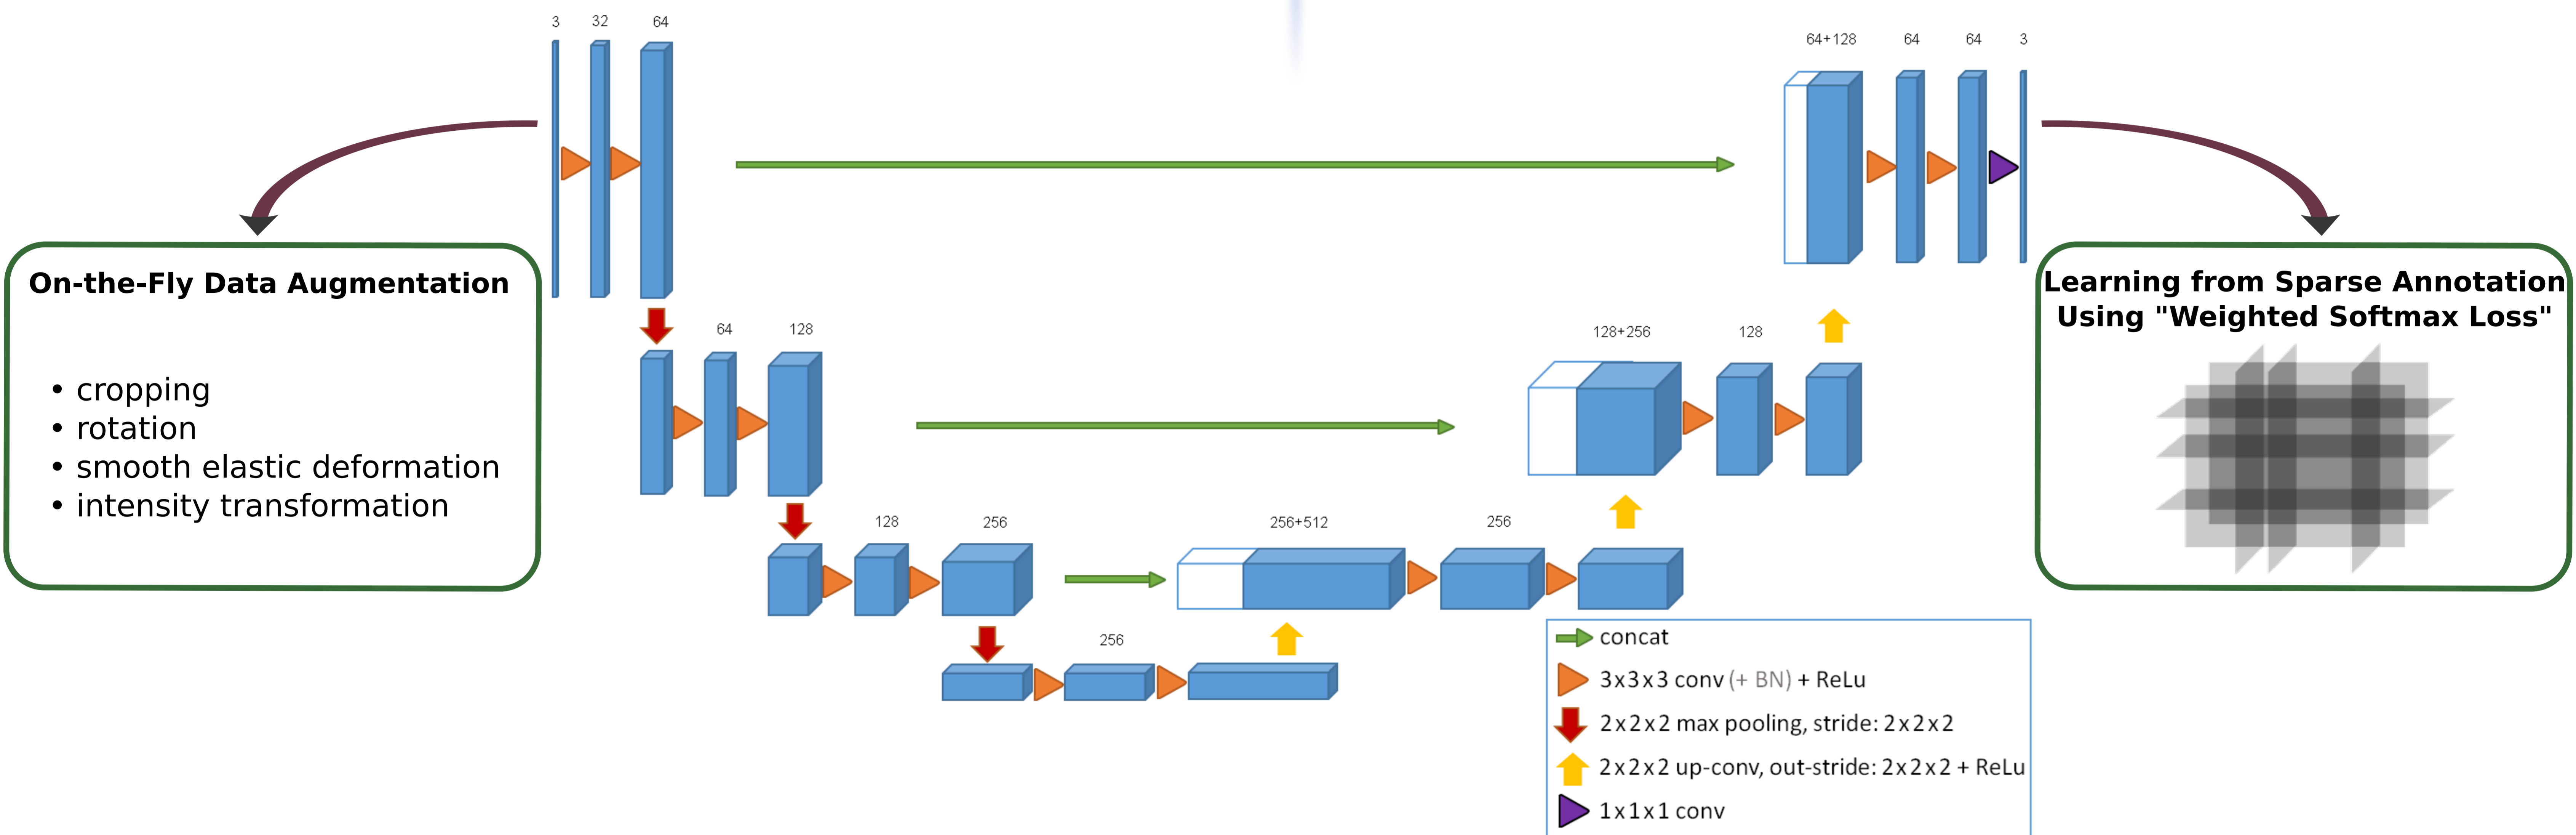 3 32 64
64+128 64 64 3
On-the-Fly Data Augmentation
• cropping
• rotation
• smooth elastic deformation
• intensity transformation
Learning from Sparse Annotation
Using "Weighted Softmax Loss"
64 128
128+256 128
128 256
256+512 256
256
concat
3x3x3 conv (+ BN) + ReLu
2x2x2 max pooling, stride: 2x2x2
2x2x2 up-conv, out-stride: 2x2x2 + ReLu
1x1x1 conv